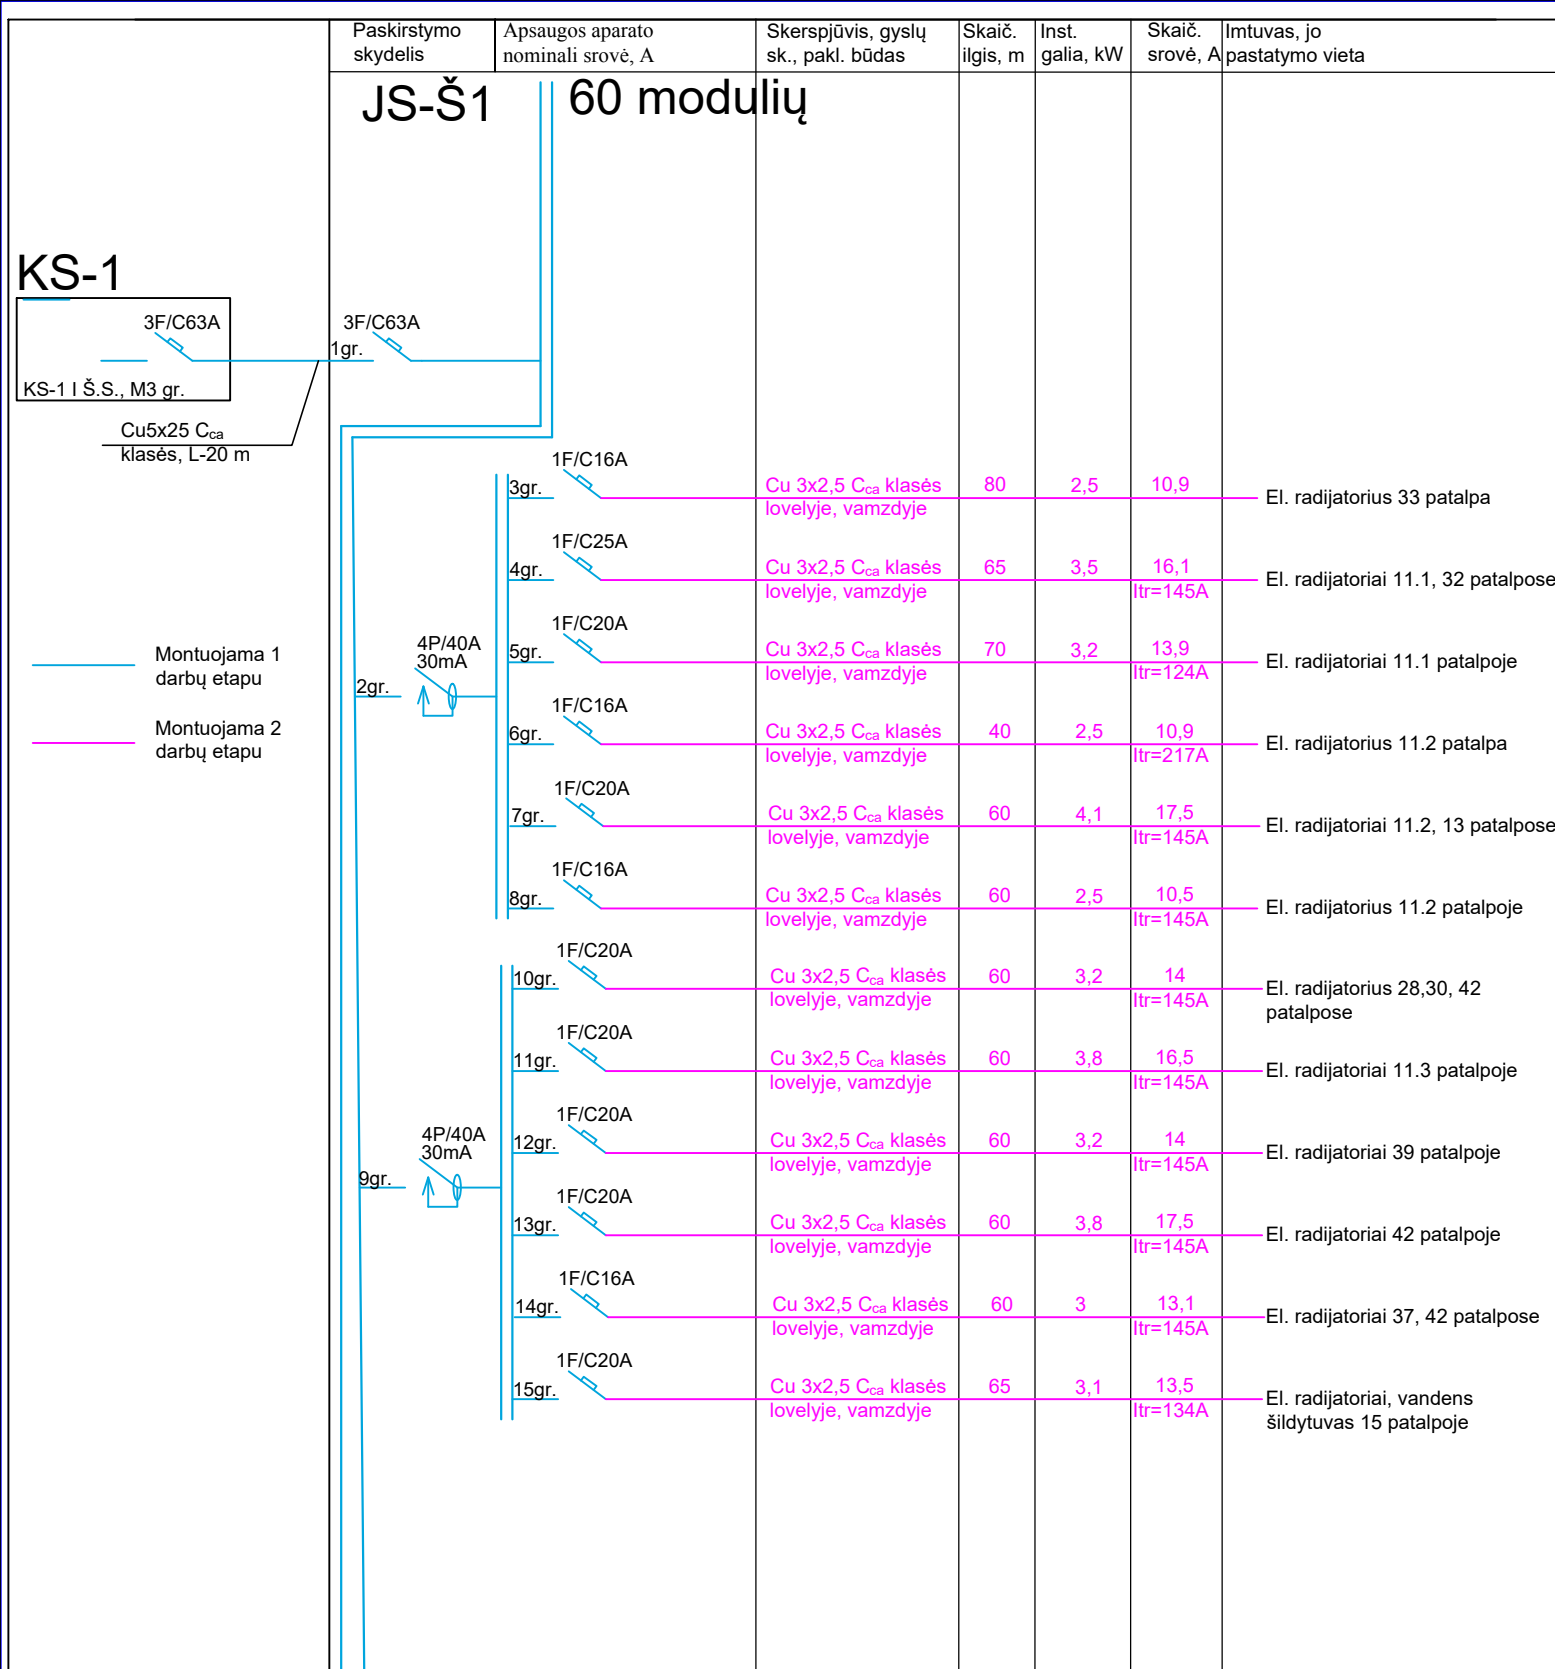 Paskirstymo
skydelis
Apsaugos aparato
nominali srovė, A
Skerspjūvis, gyslų
sk., pakl. būdas
Skaič.
ilgis, m
Inst.
galia, kW
Skaič.
srovė, A
Imtuvas, jo
pastatymo vieta
JS-Š1
60 modulių
KS-1
3F/C63A
KS-1 I Š.S., M3 gr.
3F/C63A
1gr.
Cu5x25 Cca
klasės, L-20 m
Montuojama 1
darbų etapu
Montuojama 2
darbų etapu
2gr.
4P/40A
30mA
1F/C16A
3gr.
Cu 3x2,5 Cca klasės
lovelyje, vamzdyje
80
2,5
10,9
El. radijatorius 33 patalpa
1F/C25A
4gr.
Cu 3x2,5 Cca klasės
lovelyje, vamzdyje
65
3,5
16,1
Itr=145A
El. radijatoriai 11.1, 32 patalpose
1F/C20A
5gr.
Cu 3x2,5 Cca klasės
lovelyje, vamzdyje
70
3,2
13,9
Itr=124A
El. radijatoriai 11.1 patalpoje
1F/C16A
6gr.
Cu 3x2,5 Cca klasės
lovelyje, vamzdyje
40
2,5
10,9
Itr=217A
El. radijatorius 11.2 patalpa
1F/C20A
7gr.
Cu 3x2,5 Cca klasės
lovelyje, vamzdyje
60
4,1
17,5
Itr=145A
El. radijatoriai 11.2, 13 patalpose
1F/C16A
8gr.
Cu 3x2,5 Cca klasės
lovelyje, vamzdyje
60
2,5
10,5
Itr=145A
El. radijatorius 11.2 patalpoje
9gr.
4P/40A
30mA
1F/C20A
10gr.
Cu 3x2,5 Cca klasės
lovelyje, vamzdyje
60
3,2
14
Itr=145A
El. radijatorius 28,30, 42
patalpose
1F/C20A
11gr.
Cu 3x2,5 Cca klasės
lovelyje, vamzdyje
60
3,8
16,5
Itr=145A
El. radijatoriai 11.3 patalpoje
1F/C20A
12gr.
Cu 3x2,5 Cca klasės
lovelyje, vamzdyje
60
3,2
14
Itr=145A
El. radijatoriai 39 patalpoje
1F/C20A
13gr.
Cu 3x2,5 Cca klasės
lovelyje, vamzdyje
60
3,8
17,5
Itr=145A
El. radijatoriai 42 patalpoje
1F/C16A
14gr.
Cu 3x2,5 Cca klasės
lovelyje, vamzdyje
60
3
13,1
Itr=145A
El. radijatoriai 37, 42 patalpose
1F/C20A
15gr.
Cu 3x2,5 Cca klasės
lovelyje, vamzdyje
65
3,1
13,5
Itr=134A
El. radijatoriai, vandens
šildytuvas 15 patalpoje